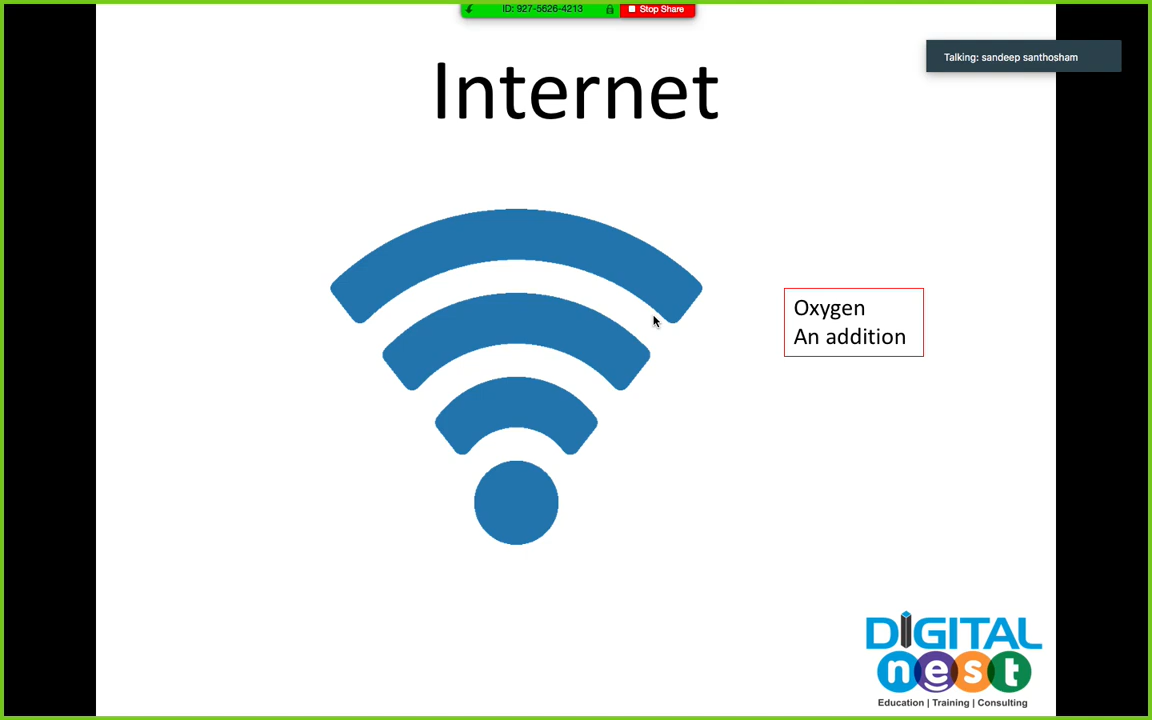 ID: 927-5626-4213
Stop Share
Talking: sandeep santhosham
Internet
Oxygen
An addition
DIGITAL
nest
Education | Training | Consulting